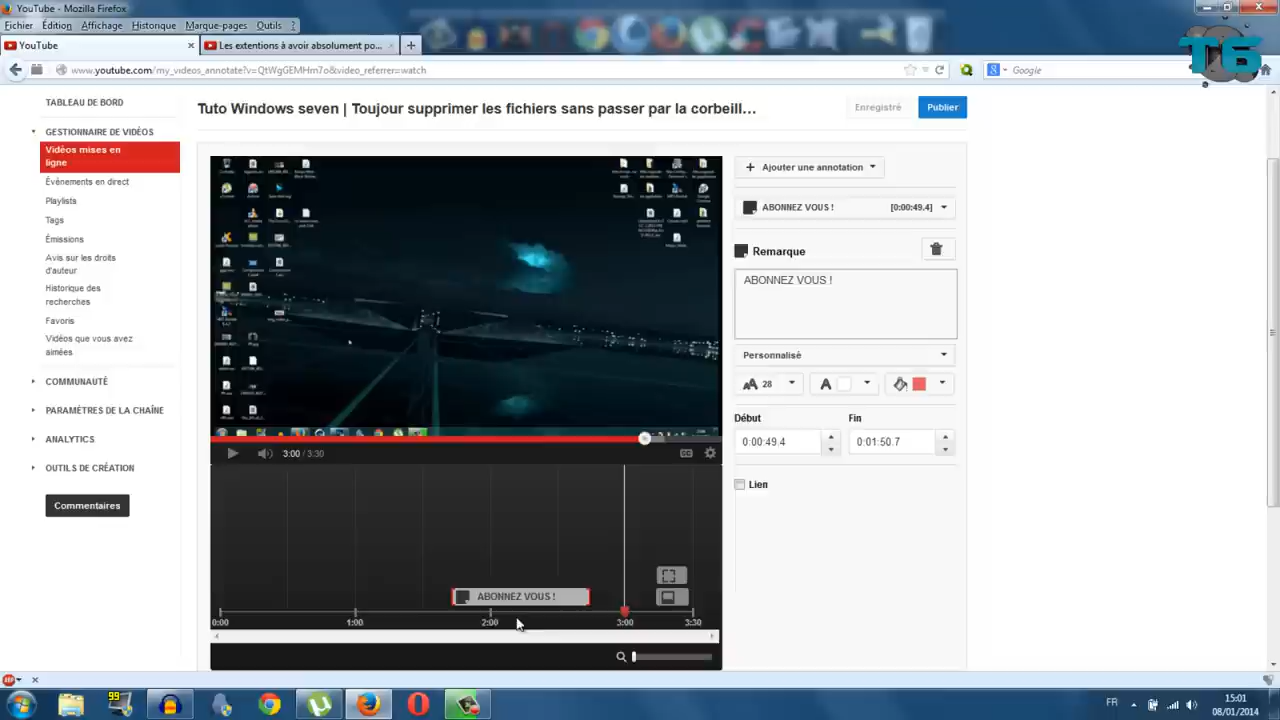 YouTube - Mozilla Firefox
Fichier Édition Affichage Historique Marque-pages Outils ?
YouTube
Les extentions à avoir absolument po...
www.youtube.com/my_videos_annotate?v=QtWgGEMHm7o&video_referrer=watch
Google
T6
TABLEAU DE BORD
GESTIONNAIRE DE VIDÉOS
Vidéos mises en
ligne
Évènements en direct
Playlists
Tags
Émissions
Avis sur les droits
d'auteur
Historique des
recherches
Favoris
Vidéos que vous avez
aimées
COMMUNAUTÉ
PARAMÈTRES DE LA CHAÎNE
ANALYTICS
OUTILS DE CRÉATION
Commentaires
Tuto Windows seven | Toujour supprimer les fichiers sans passer par la corbeill...
Enregistré
Publier
3:00 / 3:30
CC
ABONNEZ VOUS !
0:00 1:00 2:00 3:00 3:30
+ Ajouter une annotation
ABONNEZ VOUS ! [0:00:49.4]
Remarque
ABONNEZ VOUS !
Personnalisé
AA 28 A
Début Fin
0:00:49.4 0:01:50.7
Lien
99
FR
15:01
08/01/2014